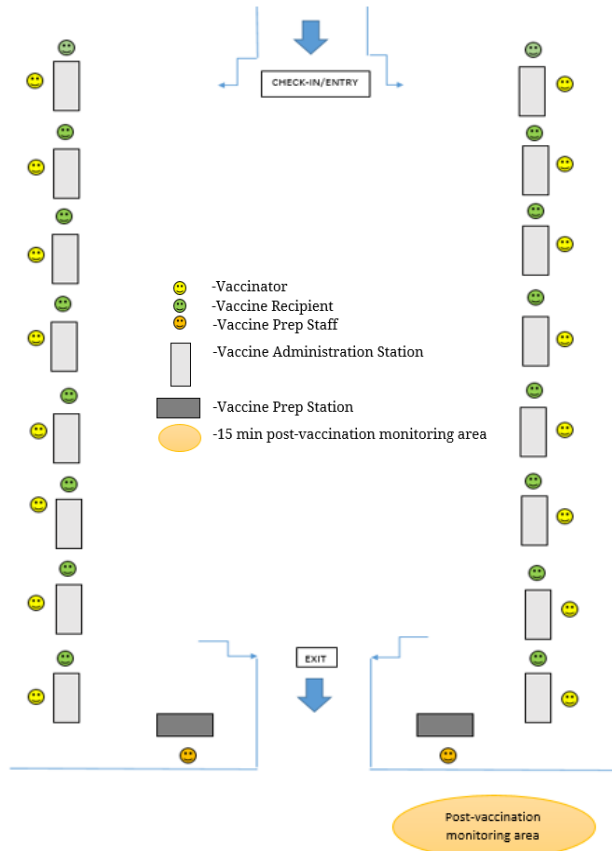 CHECK-IN/ENTRY
-Vaccinator
-Vaccine Recipient
-Vaccine Prep Staff
-Vaccine Administration Station
-Vaccine Prep Station
-15 min post-vaccination monitoring area
EXIT
Post-vaccination
monitoring area